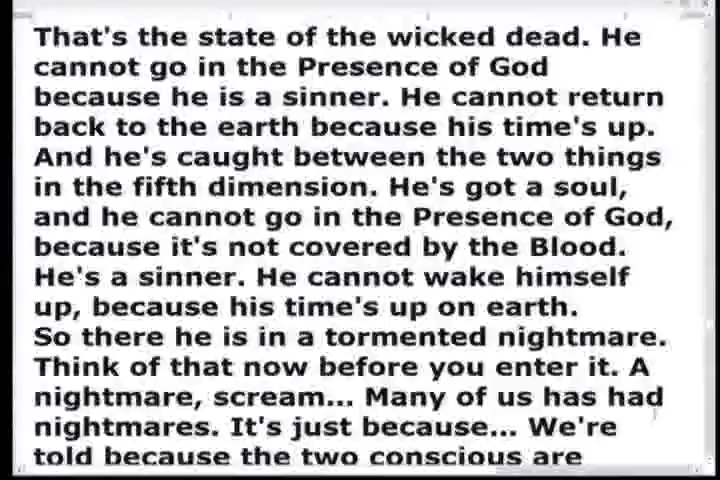 That's the state of the wicked dead. He
cannot go in the Presence of God
because he is a sinner. He cannot return
back to the earth because his time's up.
And he's caught between the two things
in the fifth dimension. He's got a soul,
and he cannot go in the Presence of God,
because it's not covered by the Blood.
He's a sinner. He cannot wake himself
up, because his time's up on earth.
So there he is in a tormented nightmare.
Think of that now before you enter it. A
nightmare, scream... Many of us has had
nightmares. It's just because... We're
told because the two conscious are